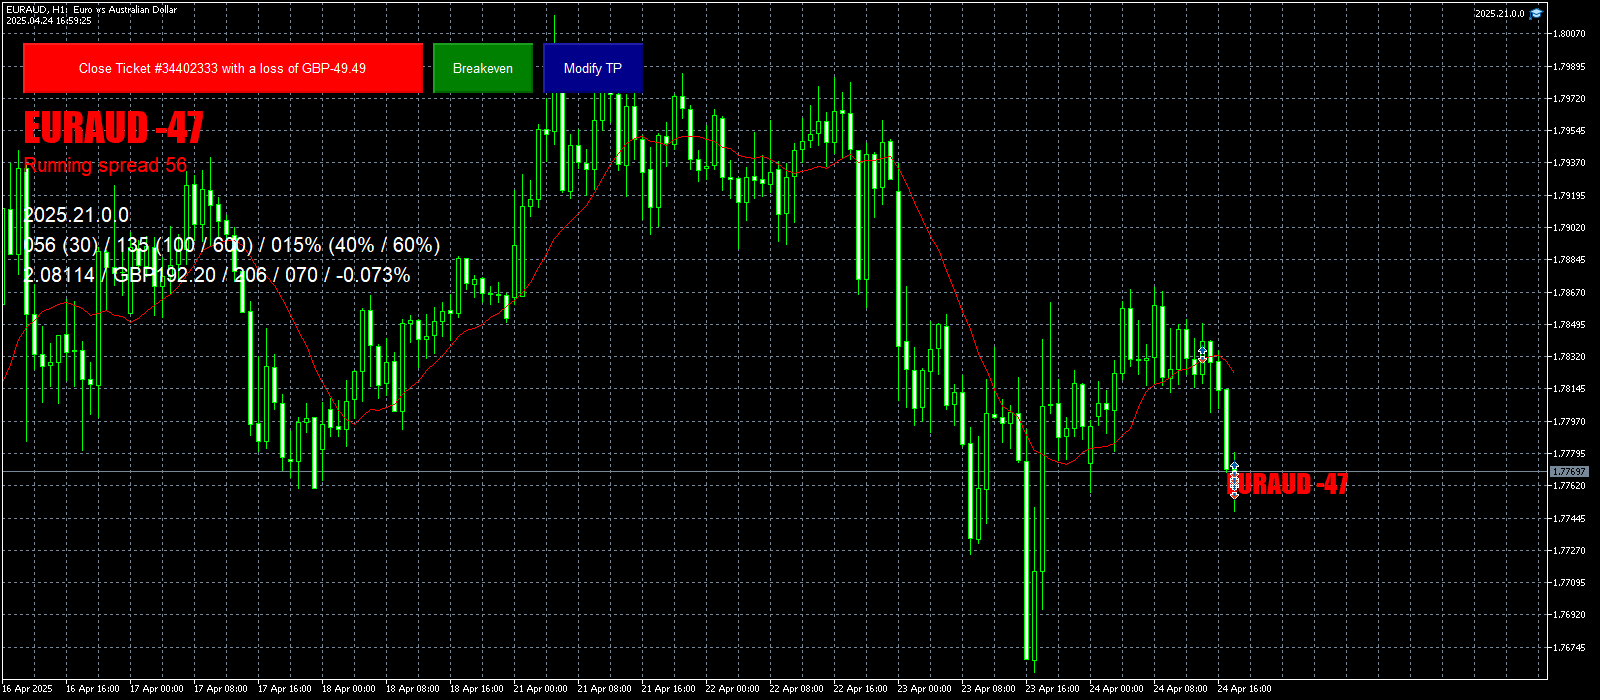 EURAUD, H1:  Euro vs Australian Dollar
2025.04.24 16:59:25
2025.21.0.0
Close Ticket #34402333 with a loss of GBP-49.49
Breakeven
Modify TP
EURAUD -47
Running spread 56
2025.21.0.0
056 (30) / 135 (100 / 600) / 015% (40% / 60%)
2.08114 / GBP192.20 / 206 / 070 / -0.073%
EURAUD -47
1.80070
1.79895
1.79720
1.79545
1.79370
1.79195
1.79020
1.78845
1.78670
1.78495
1.78320
1.78145
1.77970
1.77795
1.77697
1.77620
1.77445
1.77270
1.77095
1.76920
1.76745
16 Apr 2025
16 Apr 16:00
17 Apr 00:00
17 Apr 08:00
17 Apr 16:00
18 Apr 00:00
18 Apr 08:00
18 Apr 16:00
21 Apr 00:00
21 Apr 08:00
21 Apr 16:00
22 Apr 00:00
22 Apr 08:00
22 Apr 16:00
23 Apr 00:00
23 Apr 08:00
23 Apr 16:00
24 Apr 00:00
24 Apr 08:00
24 Apr 16:00